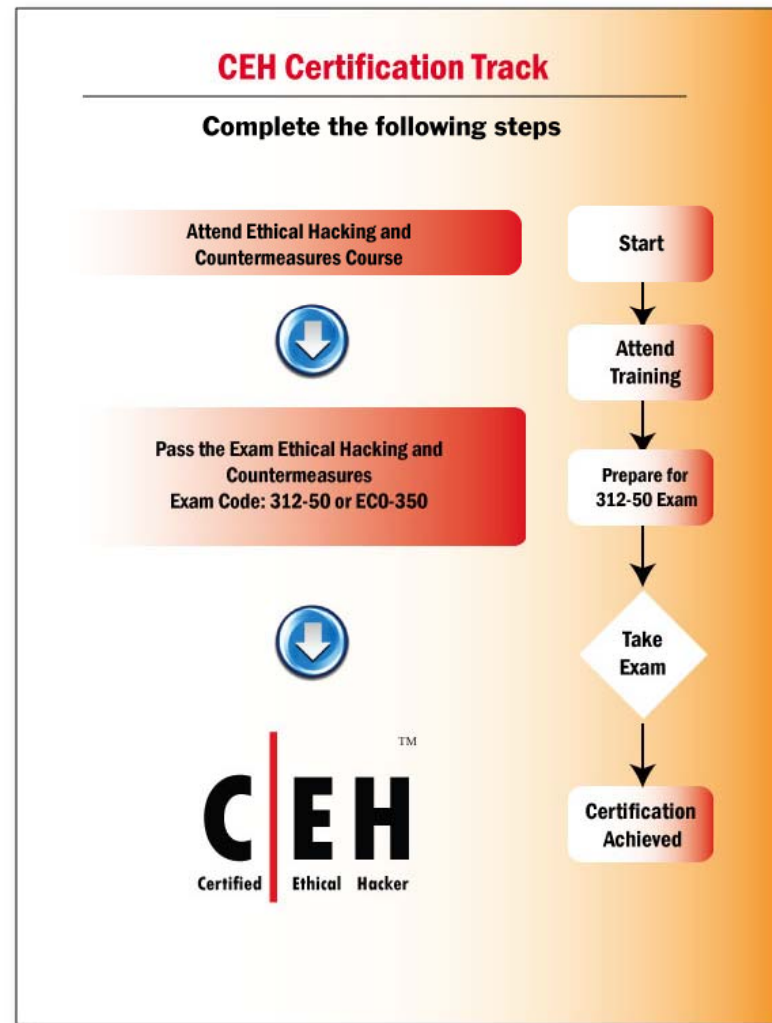 CEH Certification Track
Complete the following steps
Attend Ethical Hacking and
Countermeasures Course
Pass the Exam Ethical Hacking and
Countermeasures
Exam Code: 312-50 or EC0-350
TM
C EH
Certified Ethical Hacker
Start
Attend
Training
Prepare for
312-50 Exam
Take
Exam
Certification
Achieved